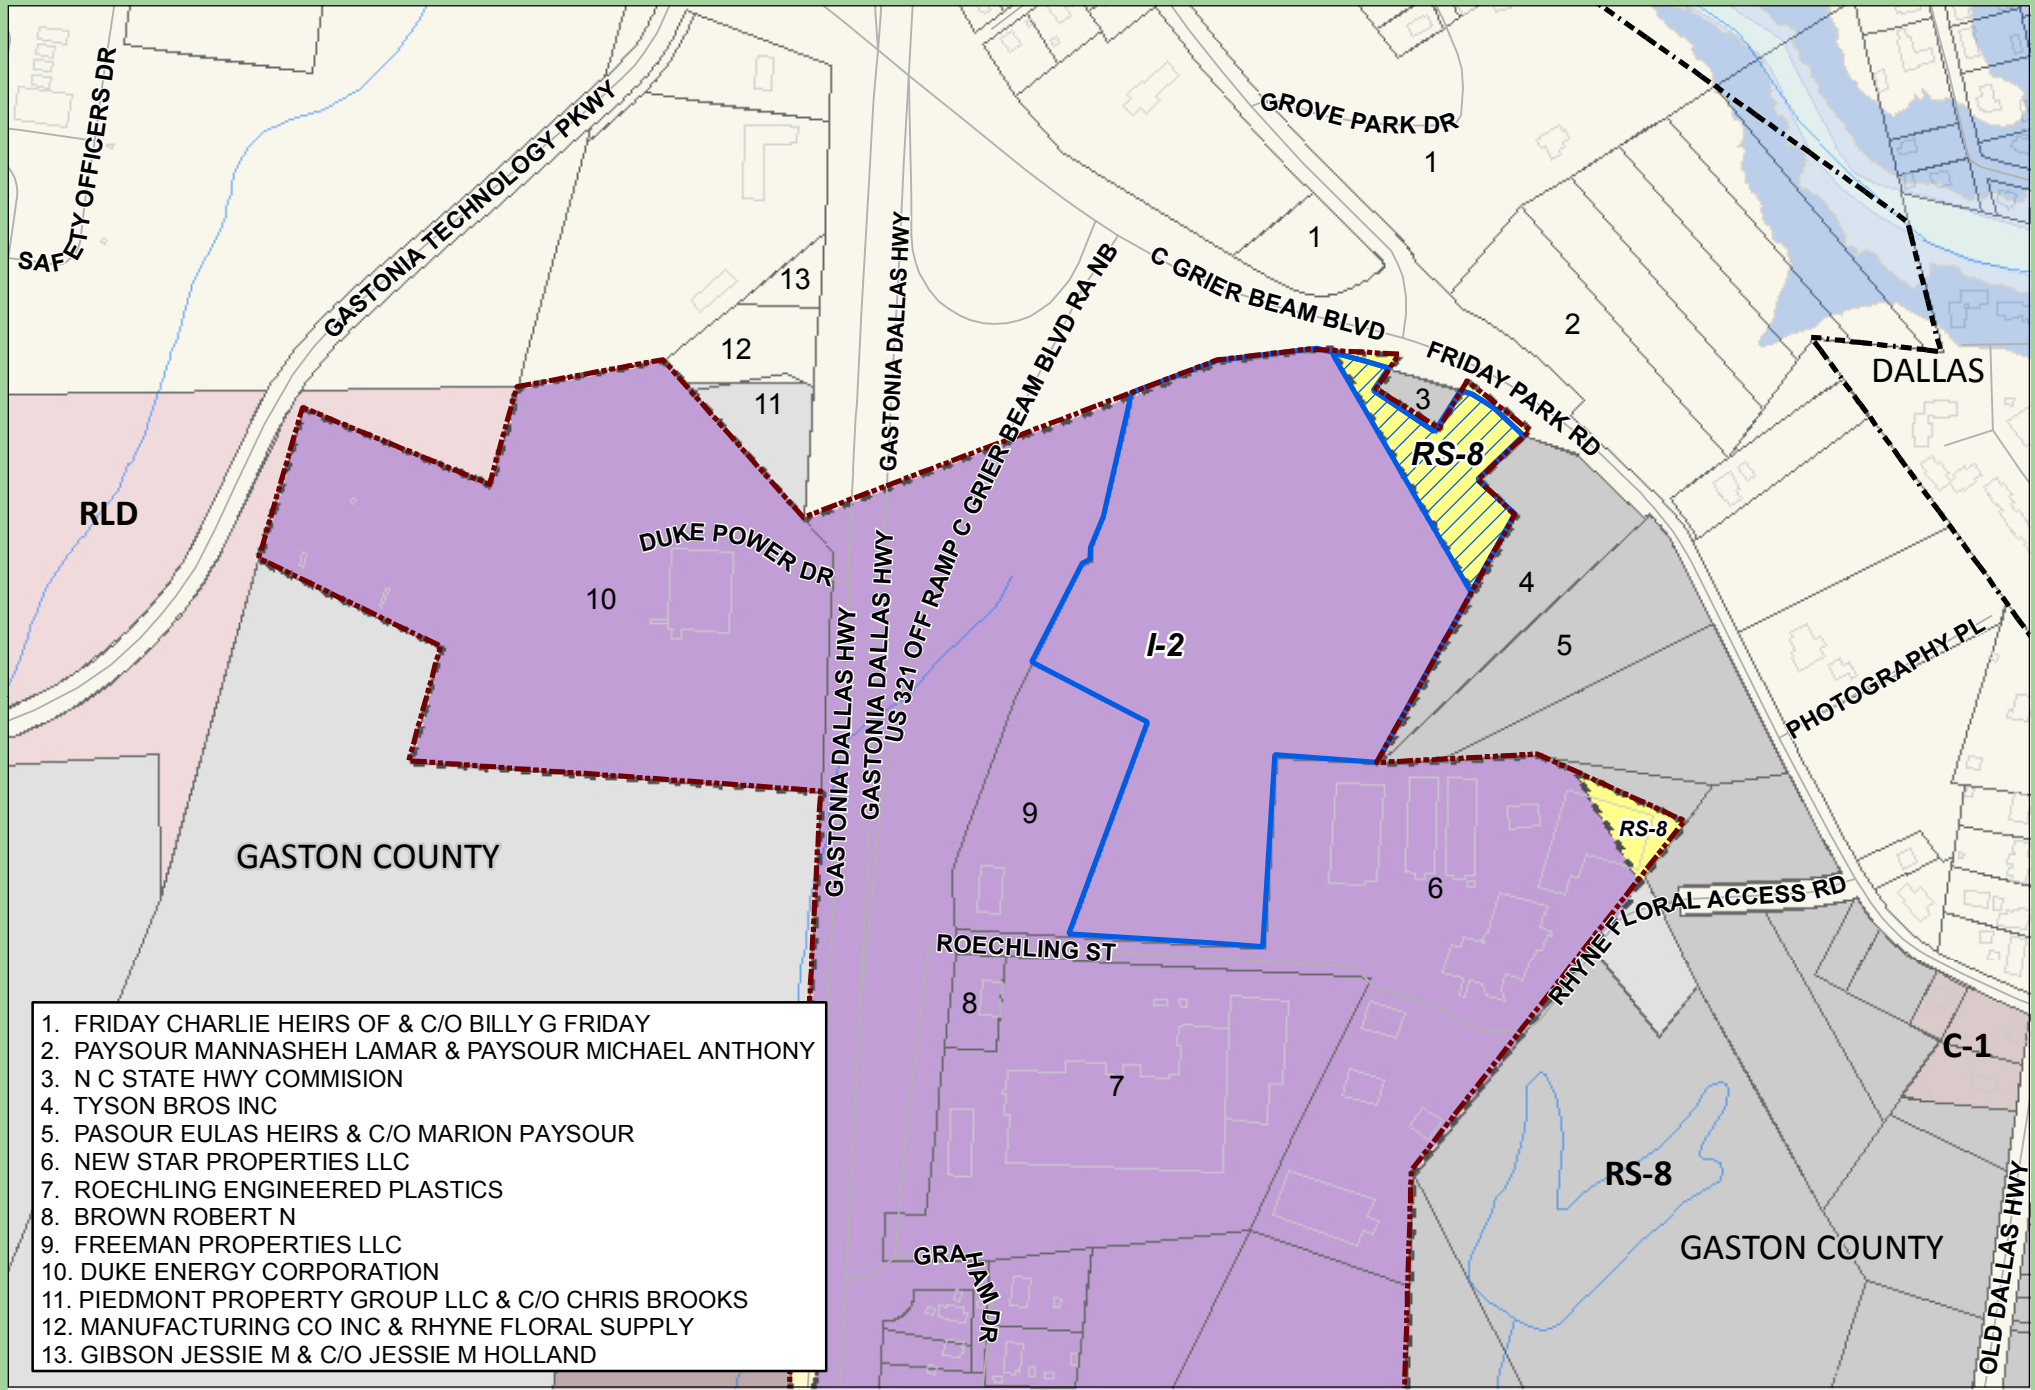 SAFETY OFFICERS DR
GASTONIA TECHNOLOGY PKWY
GROVE PARK DR
1
1
C GRIER BEAM BLVD
GASTONIA DALLAS HWY
US 321 OFF RAMP C GRIER BEAM BLVD RA NB
13
12
11
2
DALLAS
FRIDAY PARK RD
3
RS-8
RLD
DUKE POWER DR
10
4
5
I-2
GASTONIA DALLAS HWY
GASTONIA DALLAS HWY
PHOTOGRAPHY PL
9
6
RS-8
GASTON COUNTY
RHYNE FLORAL ACCESS RD
ROECHLING ST
8
7
C-1
RS-8
GASTON COUNTY
GRAHAM DR
OLD DALLAS HWY
1. FRIDAY CHARLIE HEIRS OF & C/O BILLY G FRIDAY
2. PAYSOUR MANNASHEH LAMAR & PAYSOUR MICHAEL ANTHONY
3. N C STATE HWY COMMISION
4. TYSON BROS INC
5. PASOUR EULAS HEIRS & C/O MARION PAYSOUR
6. NEW STAR PROPERTIES LLC
7. ROECHLING ENGINEERED PLASTICS
8. BROWN ROBERT N
9. FREEMAN PROPERTIES LLC
10. DUKE ENERGY CORPORATION
11. PIEDMONT PROPERTY GROUP LLC & C/O CHRIS BROOKS
12. MANUFACTURING CO INC & RHYNE FLORAL SUPPLY
13. GIBSON JESSIE M & C/O JESSIE M HOLLAND